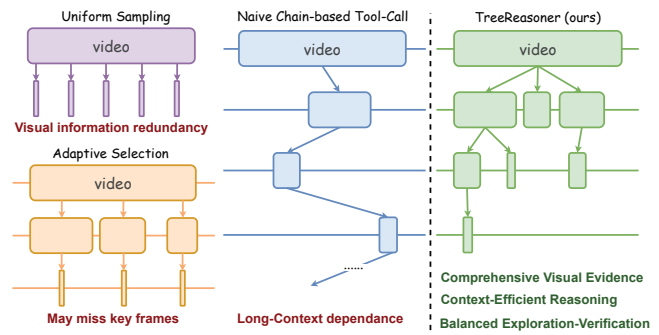 Uniform Sampling
video
Visual information redundancy
Adaptive Selection
video
May miss key frames
Naive Chain-based Tool-Call
video
......
Long-Context dependance
TreeReasoner (ours)
video
Comprehensive Visual Evidence
Context-Efficient Reasoning
Balanced Exploration-Verification